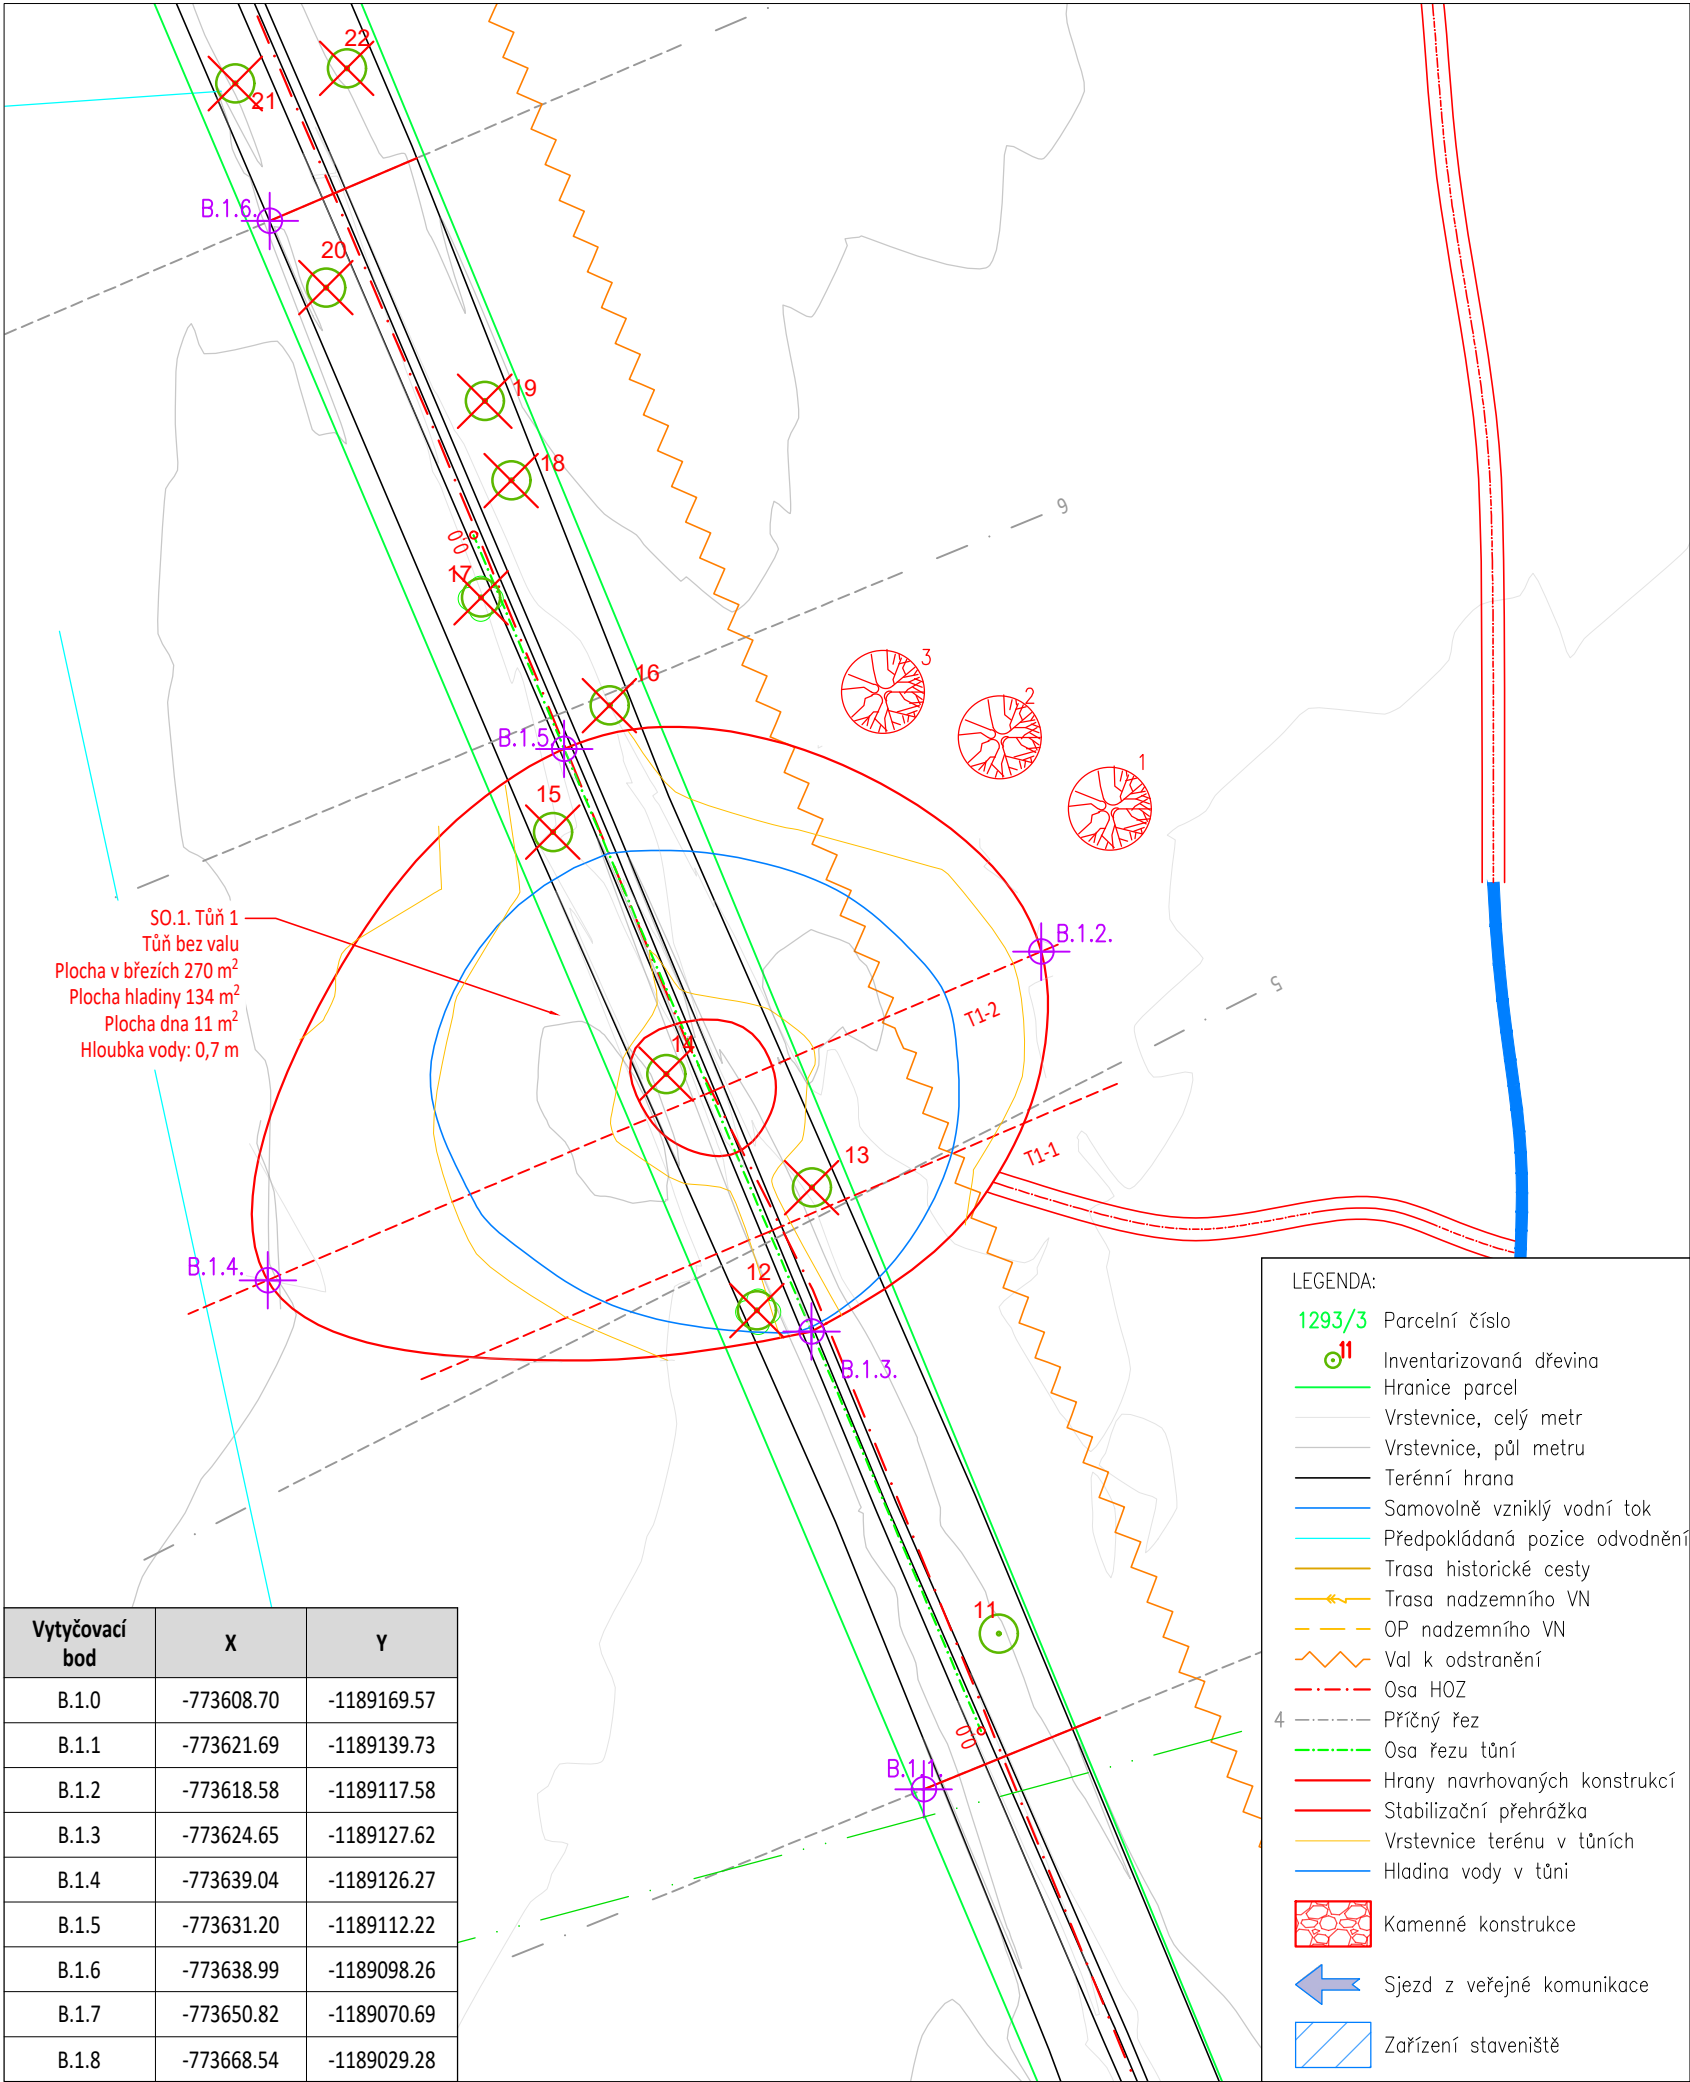 22
21
B.1.6.
20
19
18
0,0
17
6
16
3
2
1
B.1.5.
15
SO.1. Tůň 1
Tůň bez valu
Plocha v březích 270 m²
Plocha hladiny 134 m²
Plocha dna 11 m²
Hloubka vody: 0,7 m
B.1.2.
T1-2
5
14
13
T1-1
B.1.4.
12
B.1.3.
11
B.1.1.
LEGENDA:
1293/3 Parcelní číslo
11 Inventarizovaná dřevina
Hranice parcel
Vrstevnice, celý metr
Vrstevnice, půl metru
Terénní hrana
Samovolně vzniklý vodní tok
Předpokládaná pozice odvodnění
Trasa historické cesty
Trasa nadzemního VN
OP nadzemního VN
Val k odstranění
Osa HOZ
4 Příčný řez
Osa řezu tůní
Hrany navrhovaných konstrukcí
Stabilizační přehrážka
Vrstevnice terénu v tůních
Hladina vody v tůni
Kamenné konstrukce
Sjezd z veřejné komunikace
Zařízení staveniště
Vytyčovací bod X Y
B.1.0 -773608.70 -1189169.57
B.1.1 -773621.69 -1189139.73
B.1.2 -773618.58 -1189117.58
B.1.3 -773624.65 -1189127.62
B.1.4 -773639.04 -1189126.27
B.1.5 -773631.20 -1189112.22
B.1.6 -773638.99 -1189098.26
B.1.7 -773650.82 -1189070.69
B.1.8 -773668.54 -1189029.28